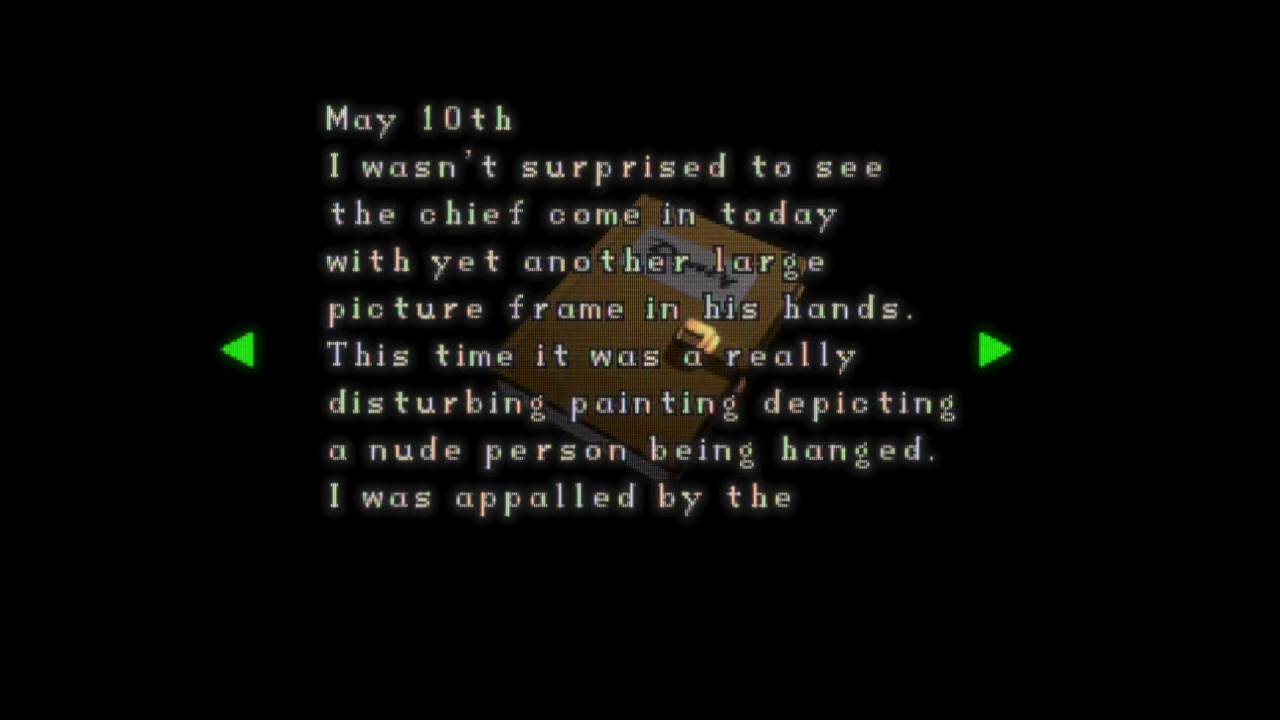 May 10th
I wasn't surprised to see
the chief come in today
with yet another large
picture frame in his hands.
This time it was a really
disturbing painting depicting
a nude person being hanged.
I was appalled by the